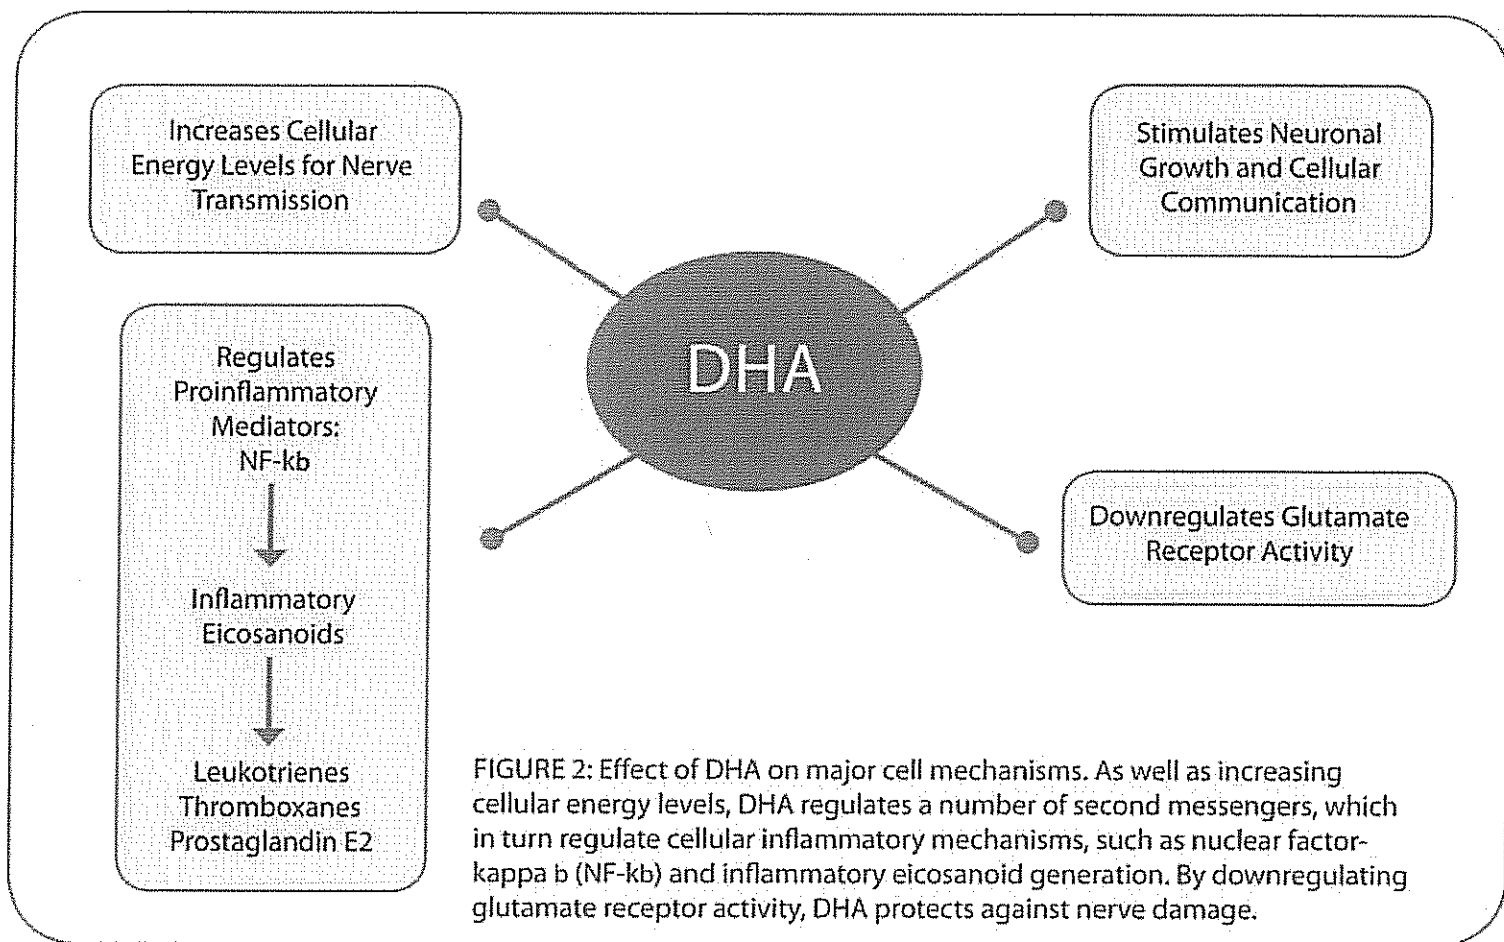 Increases Cellular
Energy Levels for Nerve
Transmission
Stimulates Neuronal
Growth and Cellular
Communication
DHA
Regulates
Proinflammatory
Mediators:
NF-kb
Inflammatory
Eicosanoids
Leukotrienes
Thromboxanes
Prostaglandin E2
Downregulates Glutamate
Receptor Activity
FIGURE 2: Effect of DHA on major cell mechanisms. As well as increasing
cellular energy levels, DHA regulates a number of second messengers, which
in turn regulate cellular inflammatory mechanisms, such as nuclear factor-
kappa b (NF-kb) and inflammatory eicosanoid generation. By downregulating
glutamate receptor activity, DHA protects against nerve damage.